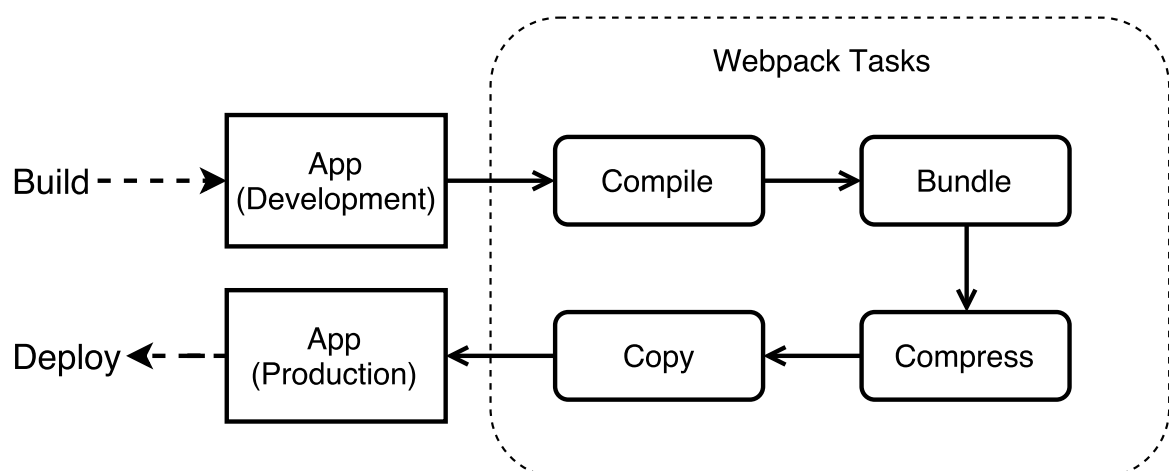 Webpack Tasks
Build
App
(Development)
Compile
Bundle
Deploy
App
(Production)
Copy
Compress